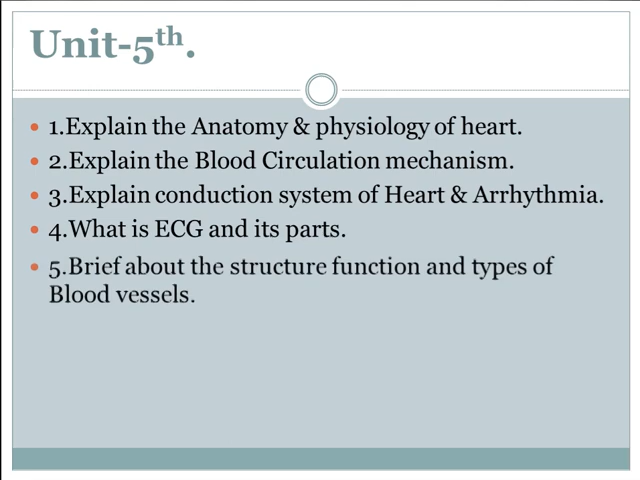 Unit-5th.
• 1.Explain the Anatomy & physiology of heart.
• 2.Explain the Blood Circulation mechanism.
• 3.Explain conduction system of Heart & Arrhythmia.
• 4.What is ECG and its parts.
• 5.Brief about the structure function and types of
Blood vessels.